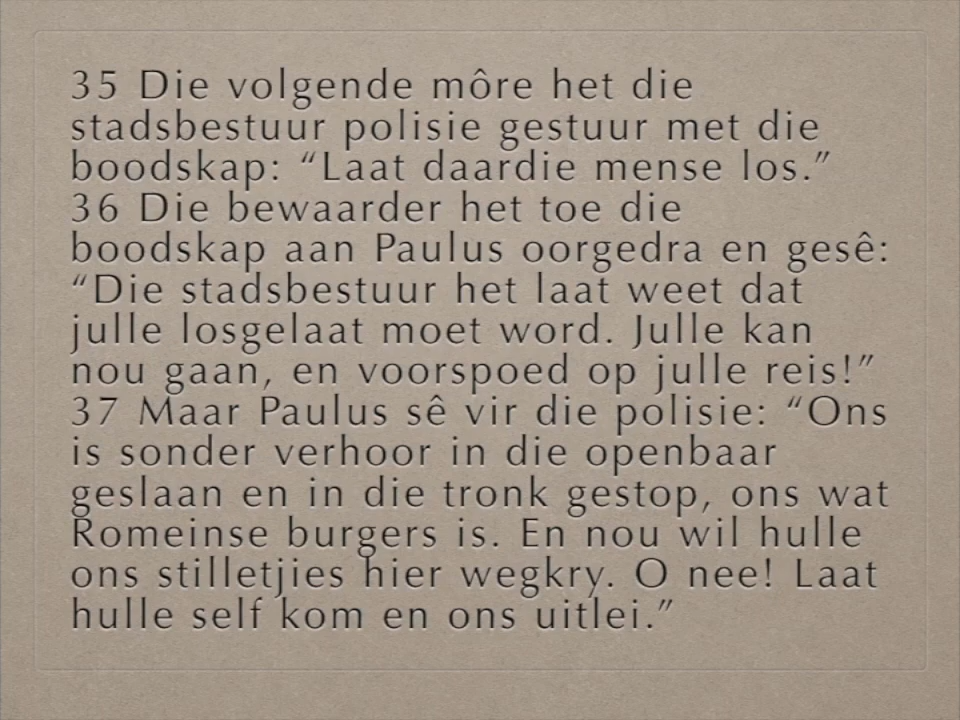 35 Die volgende môre het die
stadsbestuur polisie gestuur met die
boodskap: “Laat daardie mense los.”
36 Die bewaarder het toe die
boodskap aan Paulus oorgedra en gesê:
“Die stadsbestuur het laat weet dat
julle losgelaat moet word. Julle kan
nou gaan, en voorspoed op julle reis!”
37 Maar Paulus sê vir die polisie: “Ons
is sonder verhoor in die openbaar
geslaan en in die tronk gestop, ons wat
Romeinse burgers is. En nou wil hulle
ons stilletjies hier wegkry. O nee! Laat
hulle self kom en ons uitlei.”